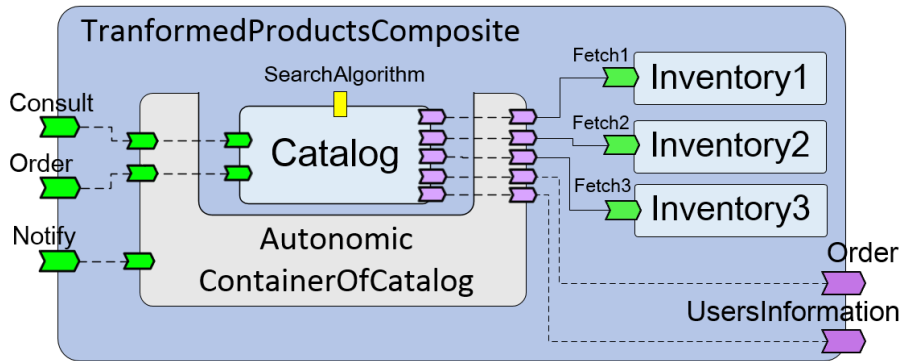 TranformedProductsComposite
Consult
Order
Notify
SearchAlgorithm
Catalog
Autonomic
ContainerOfCatalog
Fetch1
Inventory1
Fetch2
Inventory2
Fetch3
Inventory3
Order
UsersInformation